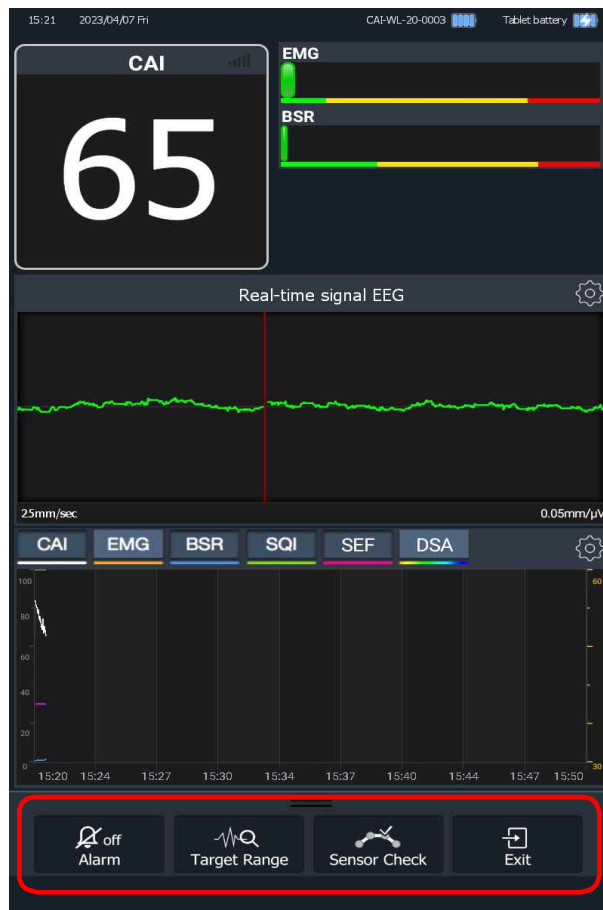 15:21 2023/04/07 Fri CAI-WL-20-0003 Tablet battery
CAI
EMG
65
BSR
Real-time signal EEG
25mm/sec 0.05mm/μV
CAI EMG BSR SQI SEF DSA
100 60
80
60
40
20
0 30
15:20 15:24 15:27 15:30 15:34 15:37 15:40 15:44 15:47 15:50
off
Alarm Target Range Sensor Check Exit